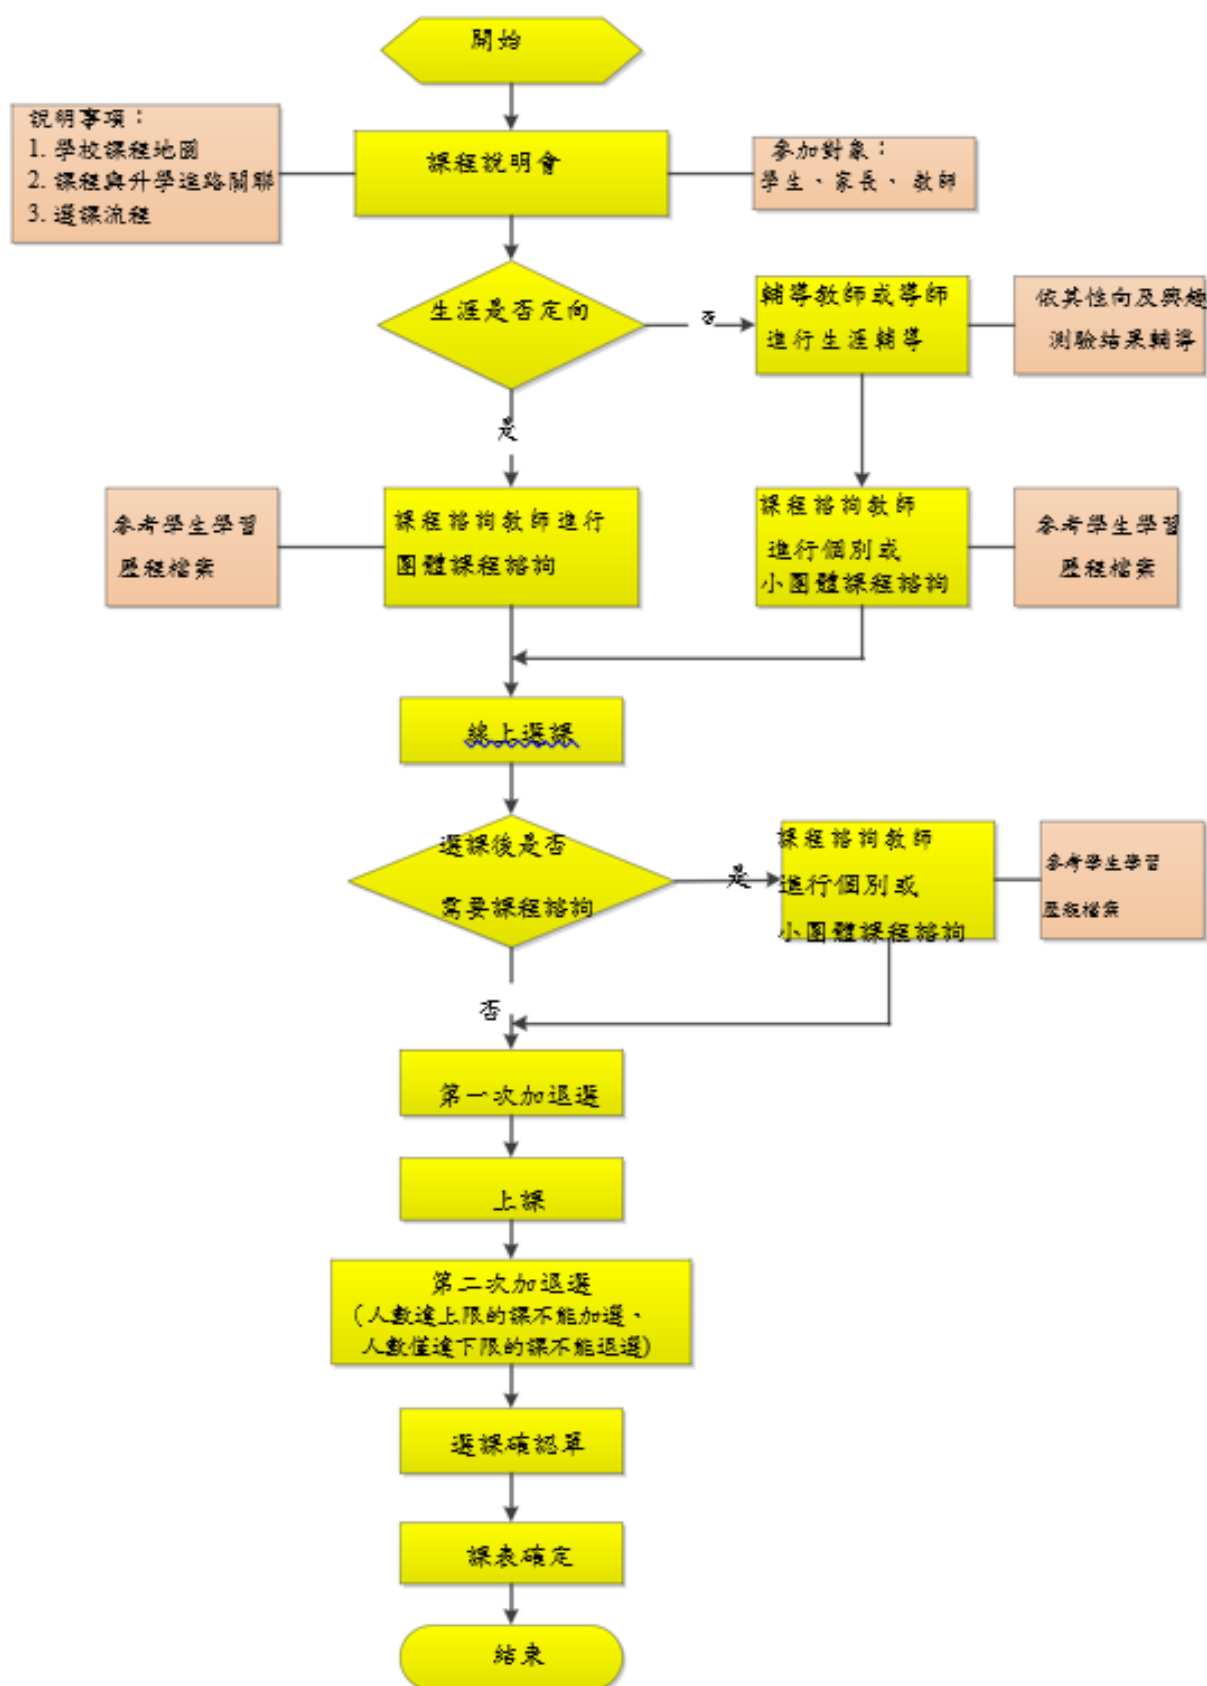 開始
說明事項：
1. 學校課程地圖
2. 課程與升學進路關聯
3. 選課流程
課程說明會
參加對象：
學生、家長、教師
生涯是否定向
否
輔導教師或導師
進行生涯輔導
依其性向及興趣
測驗結果輔導
是
參考學生學習
歷程檔案
課程諮詢教師進行
團體課程諮詢
課程諮詢教師
進行個別或
小團體課程諮詢
參考學生學習
歷程檔案
線上選課
選課後是否
需要課程諮詢
是
課程諮詢教師
進行個別或
小團體課程諮詢
參考學生學習
歷程檔案
否
第一次加退選
上課
第二次加退選
(人數達上限的課不能加選、
人數僅達下限的課不能退選)
選課確認單
課表確定
結束